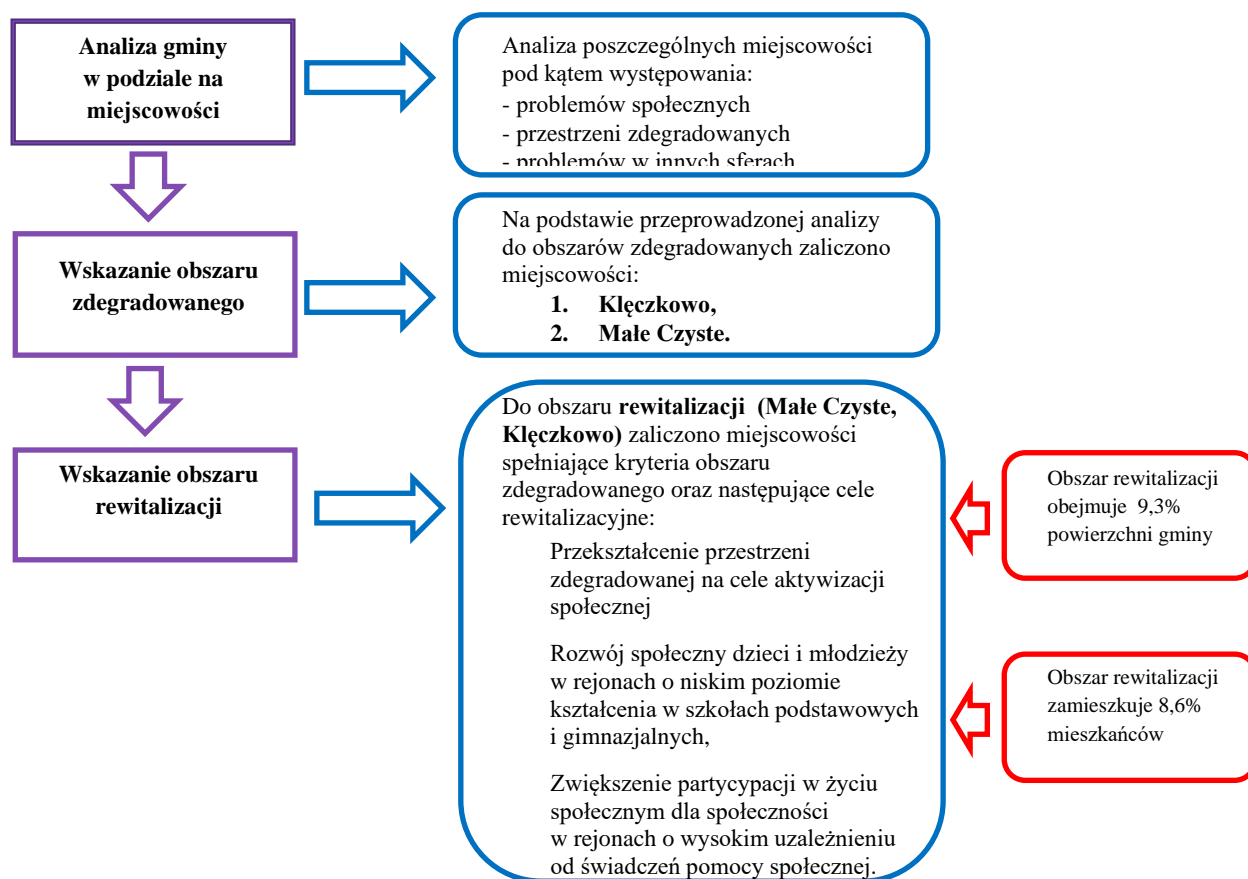 Analiza gminy
w podziale na
miejscowości
Analiza poszczególnych miejscowości
pod kątem występowania:
- problemów społecznych
- przestrzeni zdegradowanych
- problemów w innych sferach
Wskazanie obszaru
zdegradowanego
Na podstawie przeprowadzonej analizy
do obszarów zdegradowanych zaliczono
miejscowości:
1. Klęczkowo,
2. Małe Czyste.
Wskazanie obszaru
rewitalizacji
Do obszaru rewitalizacji (Małe Czyste,
Klęczkowo) zaliczono miejscowości
spełniające kryteria obszaru
zdegradowanego oraz następujące cele
rewitalizacyjne:
Przekształcenie przestrzeni
zdegradowanej na cele aktywizacji
społecznej
Rozwój społeczny dzieci i młodzieży
w rejonach o niskim poziomie
kształcenia w szkołach podstawowych
i gimnazjalnych,
Zwiększenie partycypacji w życiu
społecznym dla społeczności
w rejonach o wysokim uzależnieniu
od świadczeń pomocy społecznej.
Obszar rewitalizacji
obejmuje 9,3%
powierzchni gminy
Obszar rewitalizacji
zamieszkuje 8,6%
mieszkańców